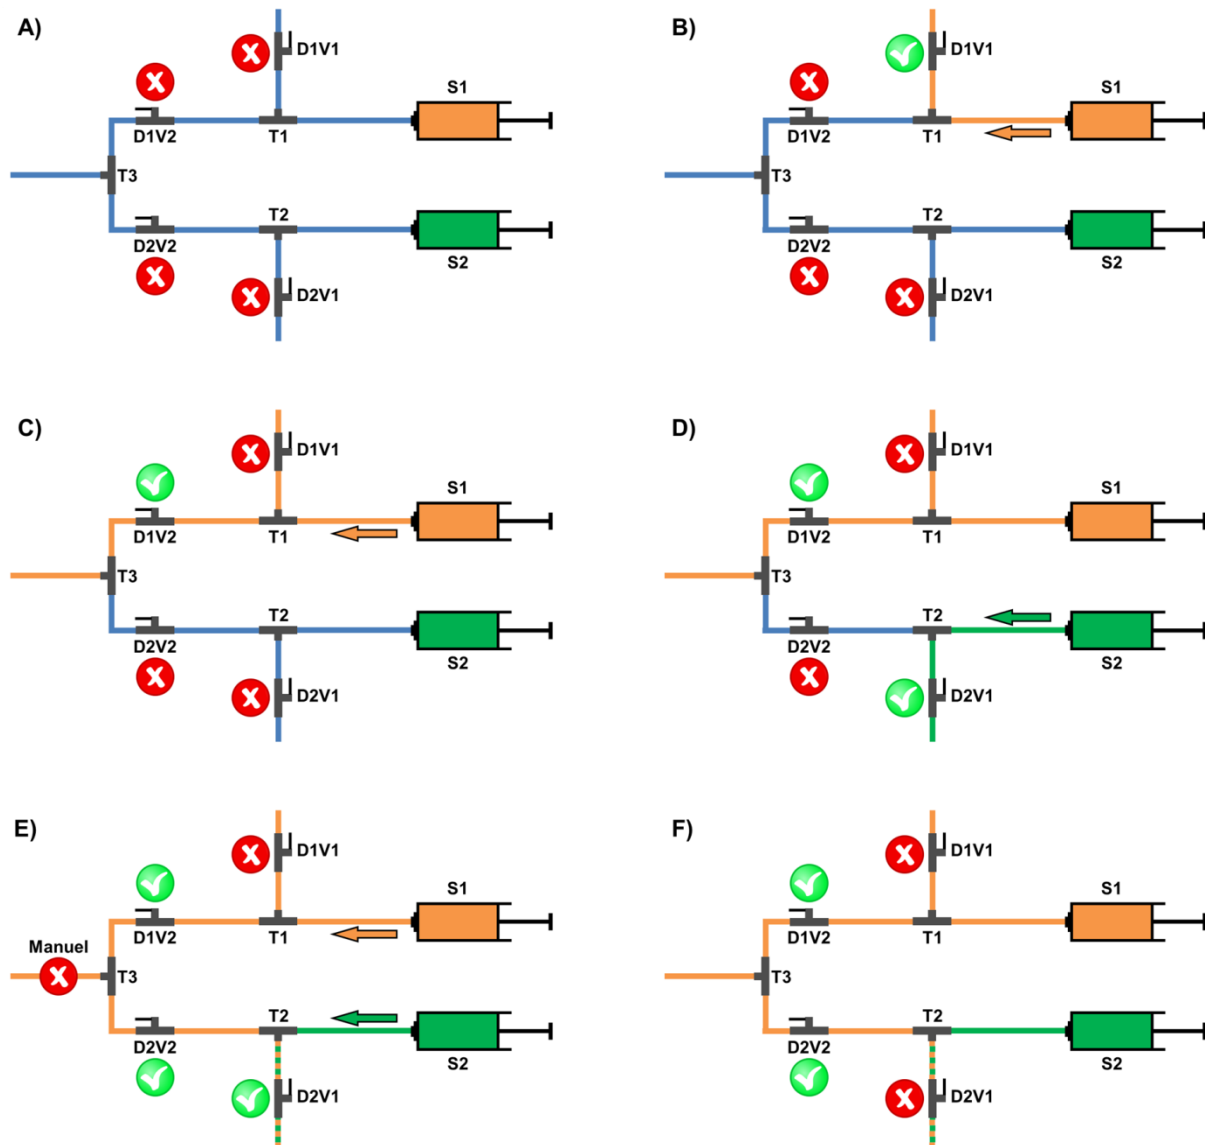 A)
D1V1
S1
D1V2
T1
T3
T2
D2V2
S2
D2V1
B)
D1V1
S1
D1V2
T1
T3
T2
D2V2
S2
D2V1
C)
D1V1
S1
D1V2
T1
T3
T2
D2V2
S2
D2V1
D)
D1V1
S1
D1V2
T1
T3
T2
D2V2
S2
D2V1
E)
D1V1
S1
D1V2
T1
Manuel
T3
T2
D2V2
S2
D2V1
F)
D1V1
S1
D1V2
T1
T3
T2
D2V2
S2
D2V1